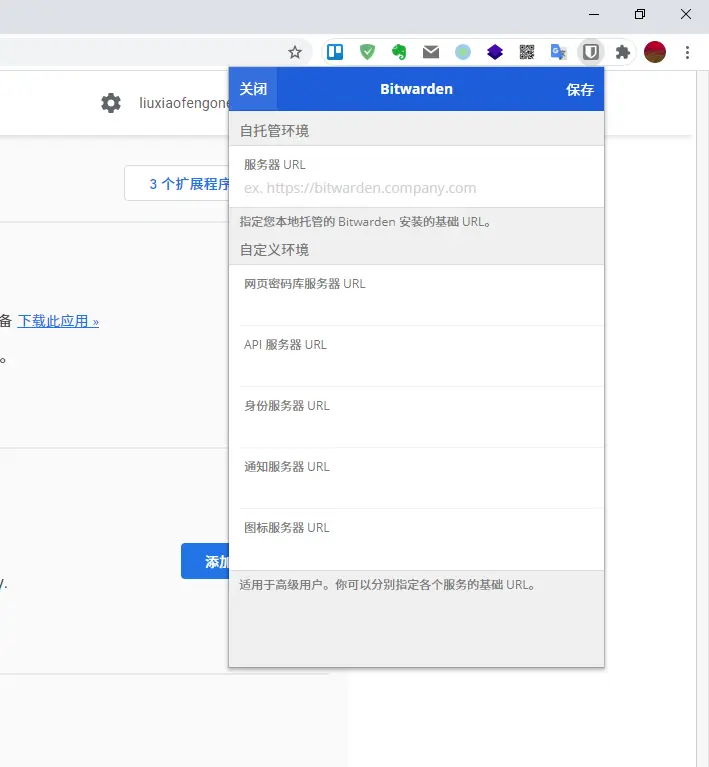 关闭
Bitwarden
保存
liuxiaofengone
自托管环境
服务器 URL
ex. https://bitwarden.company.com
3 个扩展程序
指定您本地托管的 Bitwarden 安装的基础 URL。
自定义环境
网页密码库服务器 URL
备 下载此应用 »
API 服务器 URL
。
身份服务器 URL
通知服务器 URL
图标服务器 URL
添加
y.
适用于高级用户。你可以分别指定各个服务的基础 URL。